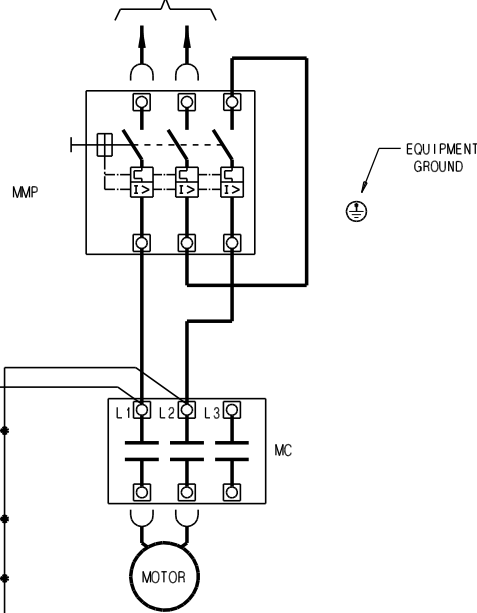 EQUIPMENT
GROUND
MMP
I> I> I>
L1 L2 L3
MC
MOTOR